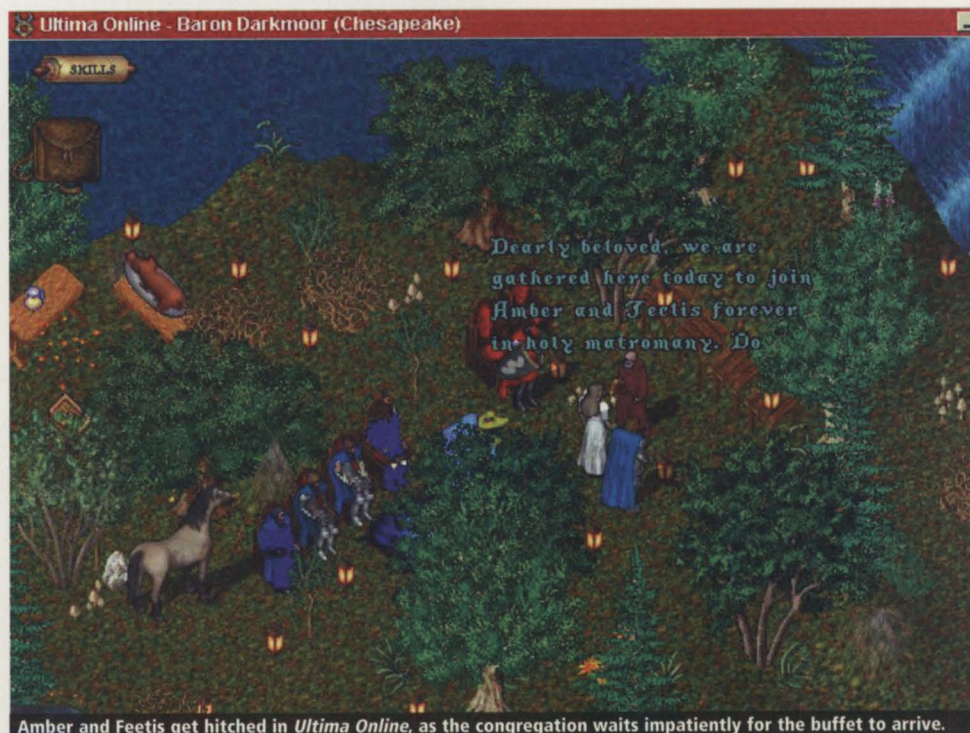 Ultima Online - Baron Darkmoor (Chesapeake)
SKILLS
Dearly beloved, we are
gathered here today to join
Amber and Feetis forever
in holy matromany. Do
Amber and Feetis get hitched in Ultima Online, as the congregation waits impatiently for the buffet to arrive.